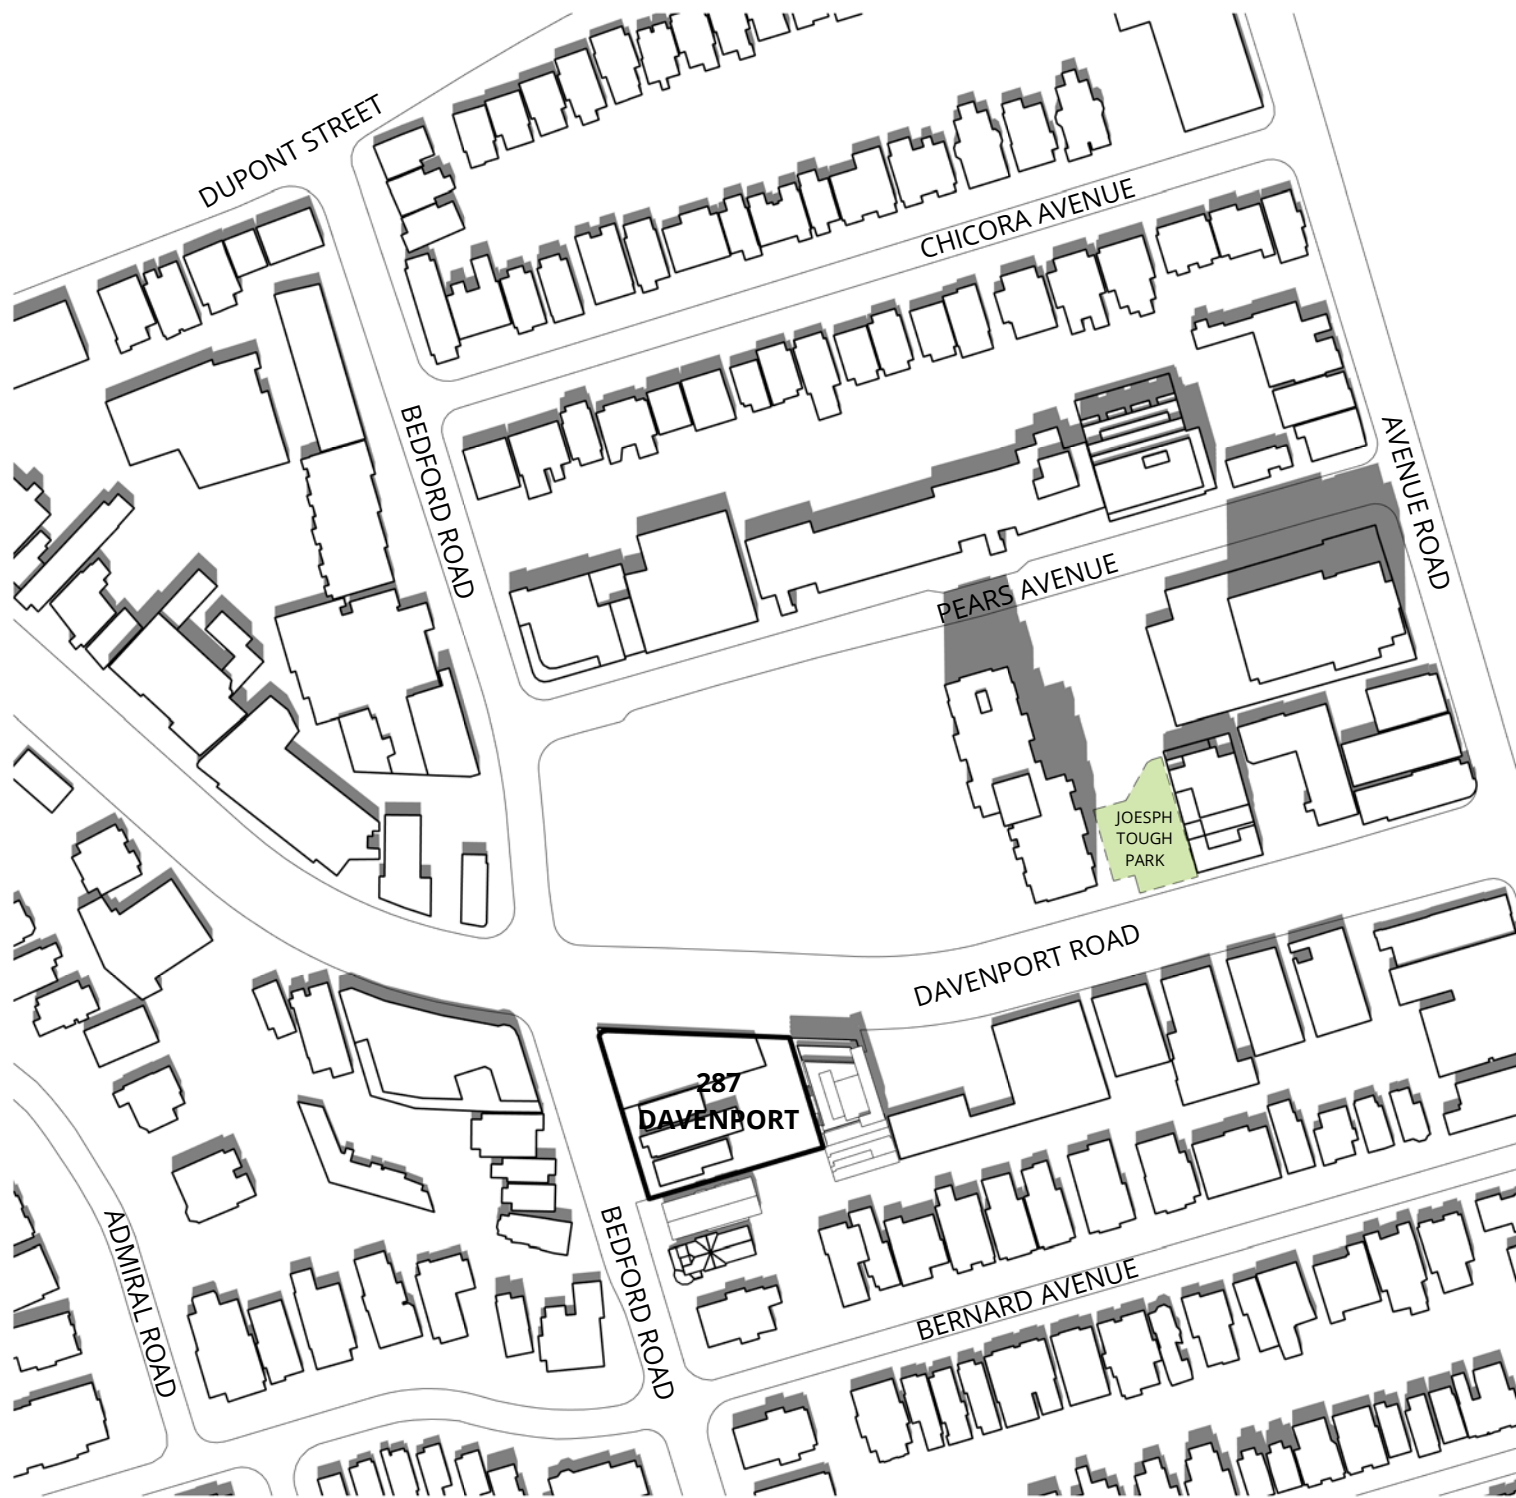 DUPONT STREET
CHICORA AVENUE
BEDFORD ROAD
AVENUE ROAD
PEARS AVENUE
JOESPH
TOUGH
PARK
DAVENPORT ROAD
287
DAVENPORT
ADMIRAL ROAD
BEDFORD ROAD
BERNARD AVENUE